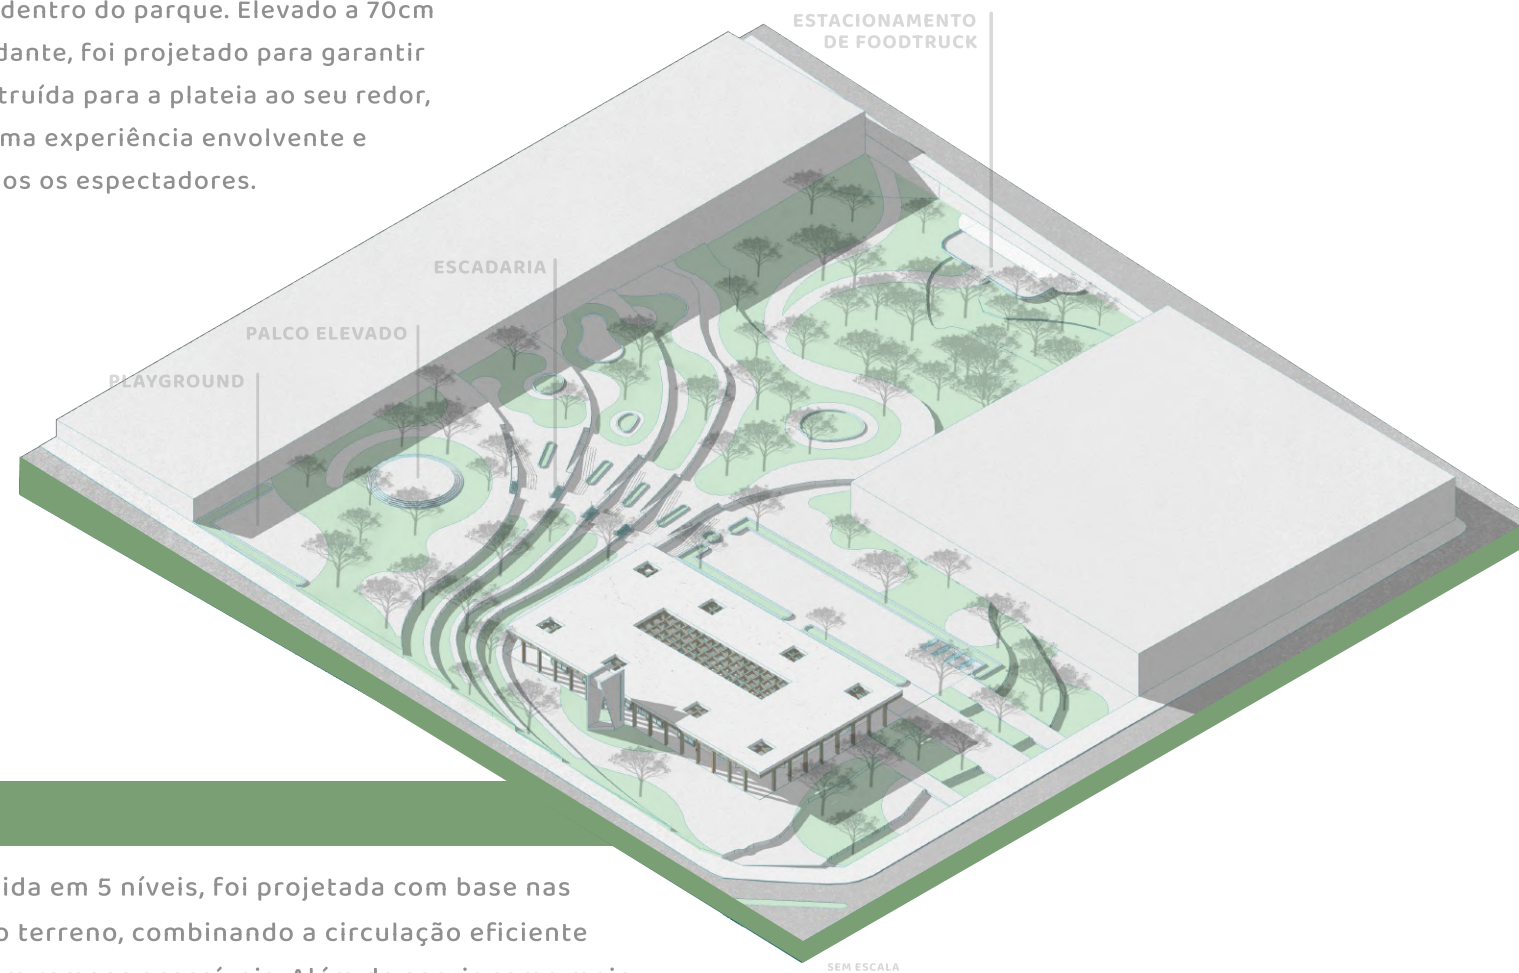 dentro do parque. Elevado a 70cm
dante, foi projetado para garantir
truída para a plateia ao seu redor,
ma experiência envolvente e
os os espectadores.
ESTACIONAMENTO
DE FOODTRUCK
ESCADARIA
PALCO ELEVADO
PLAYGROUND
ida em 5 níveis, foi projetada com base nas
o terreno, combinando a circulação eficiente
SEM ESCALA